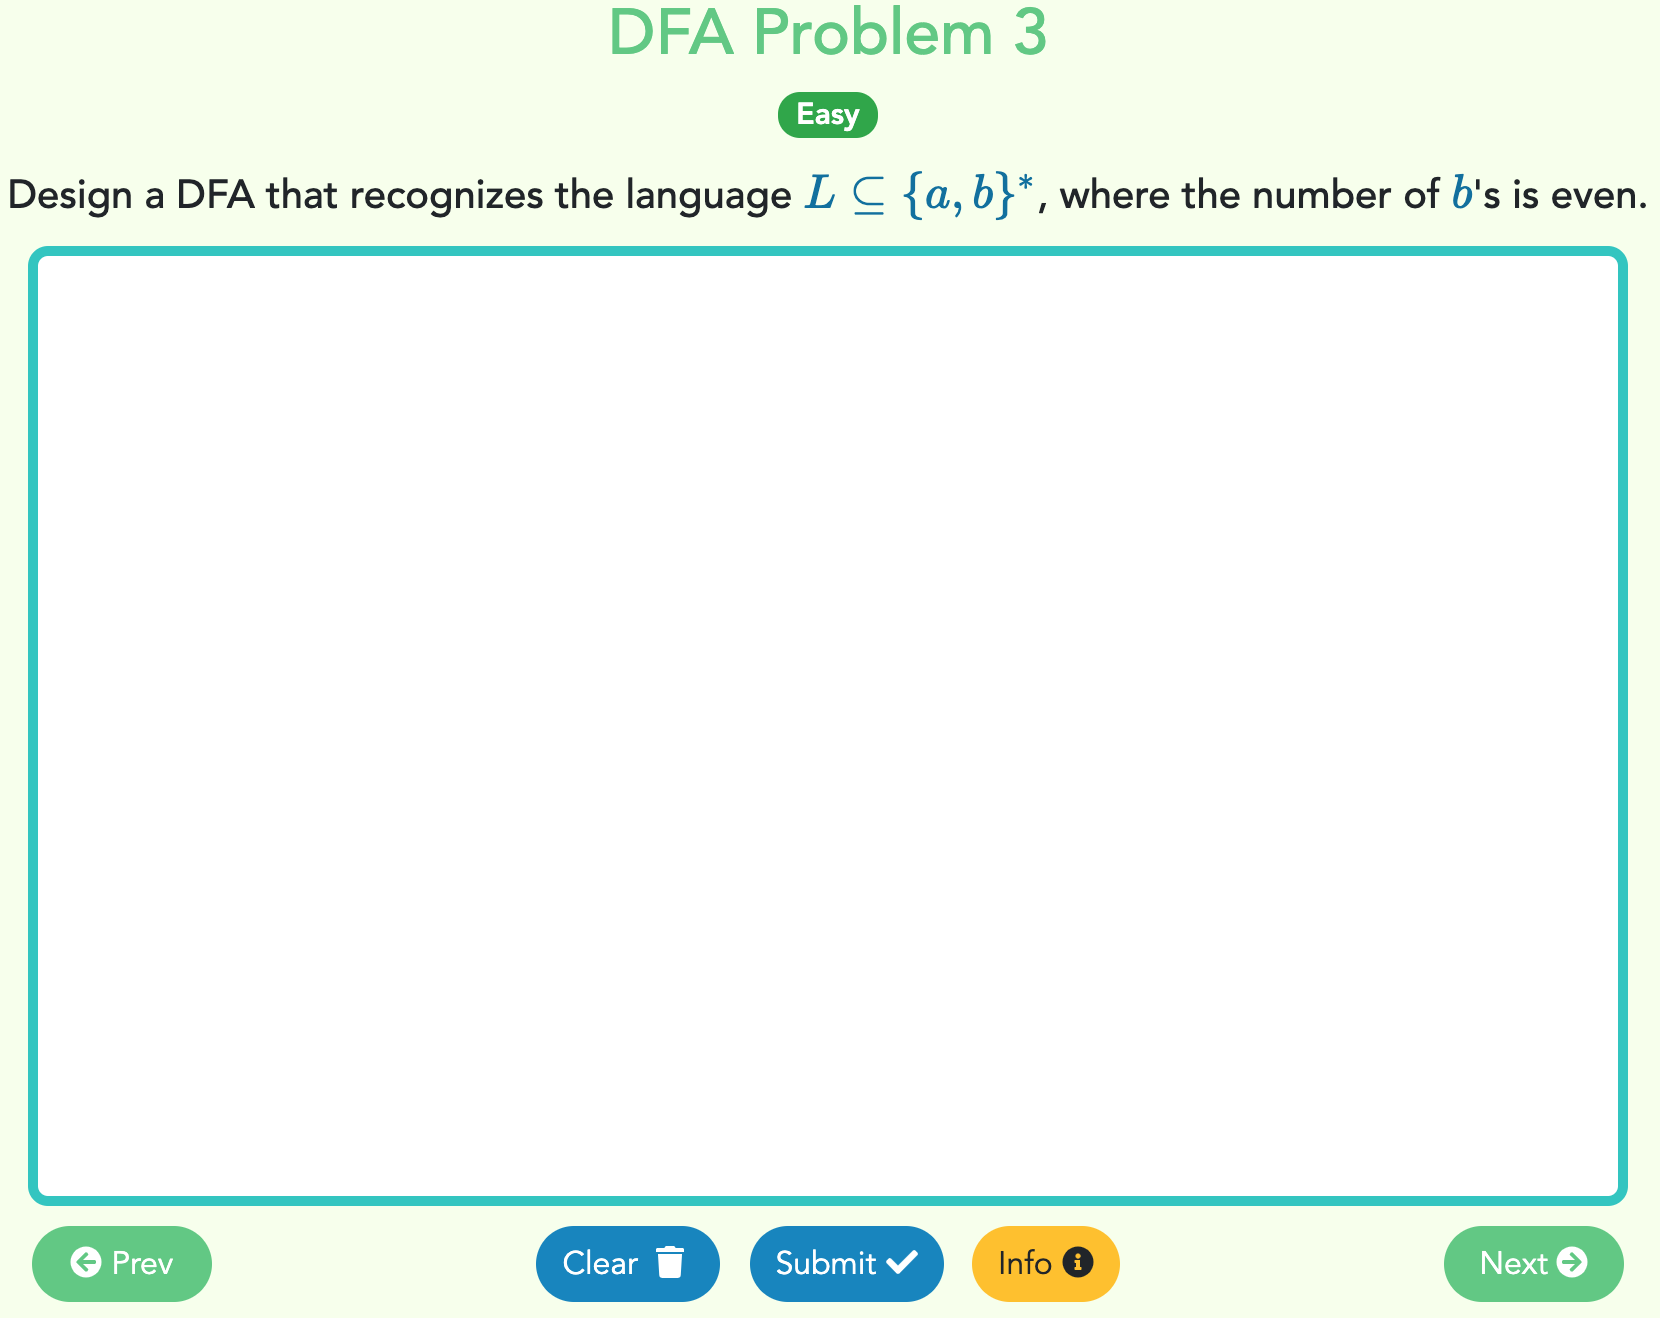 DFA Problem 3
Easy
Design a DFA that recognizes the language L ⊆ {a, b}*, where the number of b's is even.
Prev
Clear
Submit
Info
Next